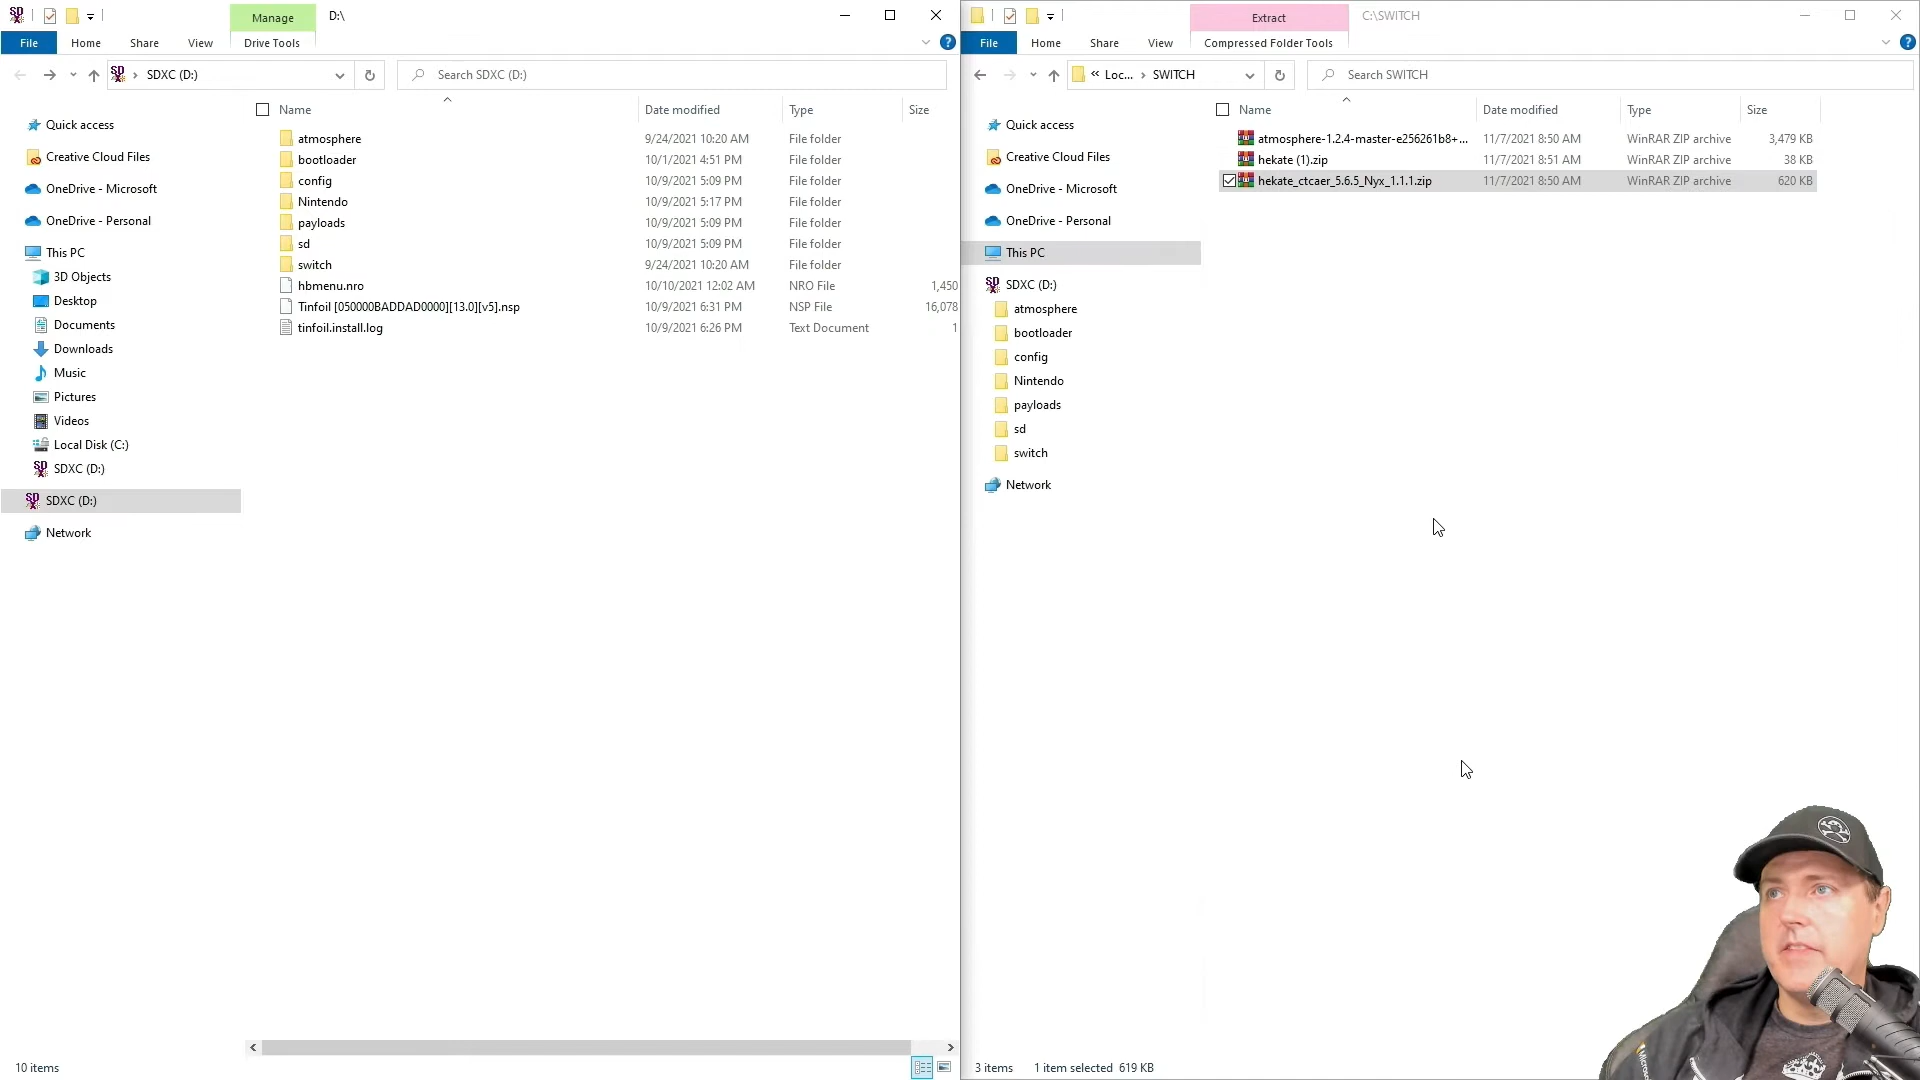 Manage
D:\
File
Home
Share
View
Drive Tools
SDXC (D:)
Search SDXC (D:)
Name
Date modified
Type
Size
Quick access
Creative Cloud Files
OneDrive - Microsoft
OneDrive - Personal
This PC
3D Objects
Desktop
Documents
Downloads
Music
Pictures
Videos
Local Disk (C:)
SDXC (D:)
SDXC (D:)
Network
atmosphere 9/24/2021 10:20 AM File folder
bootloader 10/1/2021 4:51 PM File folder
config 10/9/2021 5:09 PM File folder
Nintendo 10/9/2021 5:17 PM File folder
payloads 10/9/2021 5:09 PM File folder
sd 10/9/2021 5:09 PM File folder
switch 9/24/2021 10:20 AM File folder
hbmenu.nro 10/10/2021 12:02 AM NRO File 1,450
Tinfoil [050000BADDAD0000][13.0][v5].nsp 10/9/2021 6:31 PM NSP File 16,078
tinfoil.install.log 10/9/2021 6:26 PM Text Document 1
10 items
Extract
C:\SWITCH
File
Home
Share
View
Compressed Folder Tools
« Loc... SWITCH
Search SWITCH
Name
Date modified
Type
Size
Quick access
Creative Cloud Files
OneDrive - Microsoft
OneDrive - Personal
This PC
SDXC (D:)
atmosphere
bootloader
config
Nintendo
payloads
sd
switch
Network
atmosphere-1.2.4-master-e256261b8+... 11/7/2021 8:50 AM WinRAR ZIP archive 3,479 KB
hekate (1).zip 11/7/2021 8:51 AM WinRAR ZIP archive 38 KB
hekate_ctcaer_5.6.5_Nyx_1.1.1.zip 11/7/2021 8:50 AM WinRAR ZIP archive 620 KB
3 items 1 item selected 619 KB